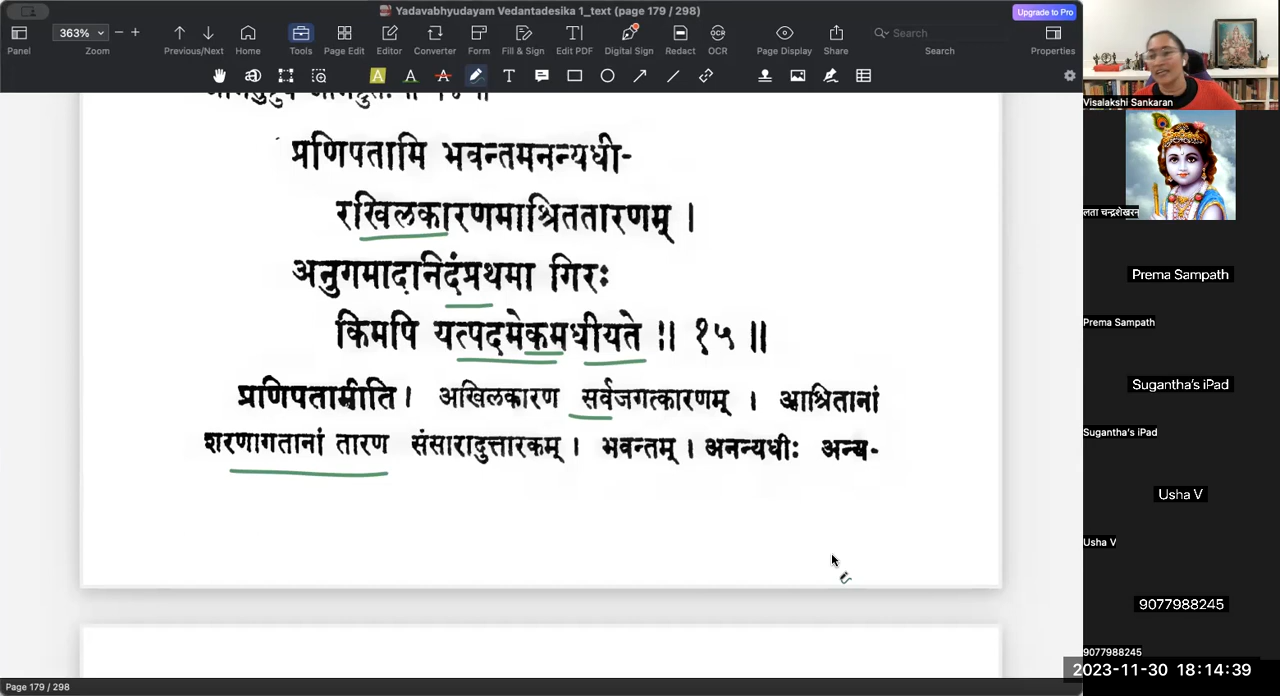 Yadavabhyudayam Vedantadesika 1_text (page 179 / 298)
Upgrade to Pro
363%
Search
Panel Zoom Previous/Next Home Tools Page Edit Editor Converter Form Fill & Sign Edit PDF Digital Sign Redact OCR Page Display Share Search Properties
प्रणिपतामि भवन्तमनन्यधी-
रखिलकारणमाश्रिततारणम् ।
अनुगमादानिदंप्रथमा गिरः
किमपि यत्पदमेकमधीयते ॥ १५ ॥
प्रणिपतामीति । अखिलकारण सर्वजगत्कारणम् । आश्रितानां
शरणागतानां तारण संसारादुत्तारकम् । भवन्तम् । अनन्यधीः अन्य-
Page 179 / 298
Visalakshi Sankaran
लता चन्द्रशेखरन
Prema Sampath
Prema Sampath
Sugantha's iPad
Sugantha's iPad
Usha V
Usha V
9077988245
9077988245
2023-11-30 18:14:39